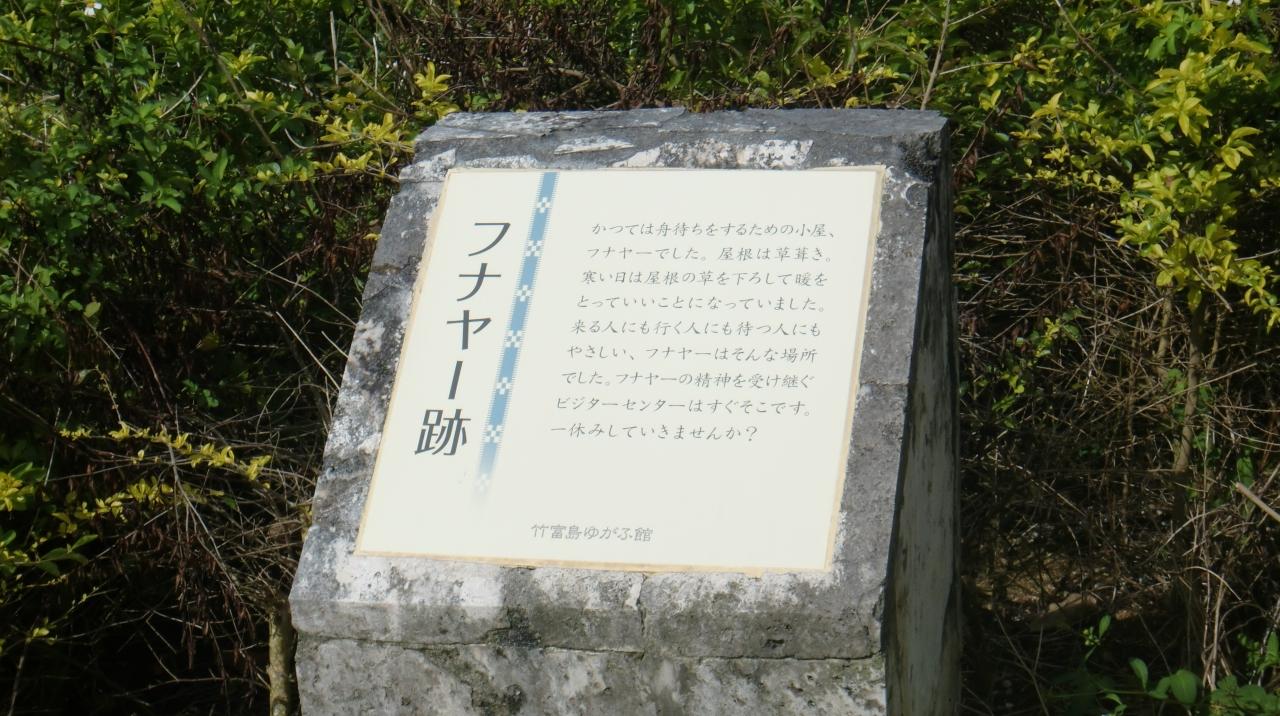 フナヤー跡
かつては舟待ちをするための小屋、
フナヤーでした。屋根は草葺き。
寒い日は屋根の草を下ろして暖を
とっていいことになっていました。
来る人にも行く人にも待つ人にも
やさしい、フナヤーはそんな場所
でした。フナヤーの精神を受け継ぐ
ビジターセンターはすぐそこです。
一休みしていきませんか？
竹富島ゆがふ館